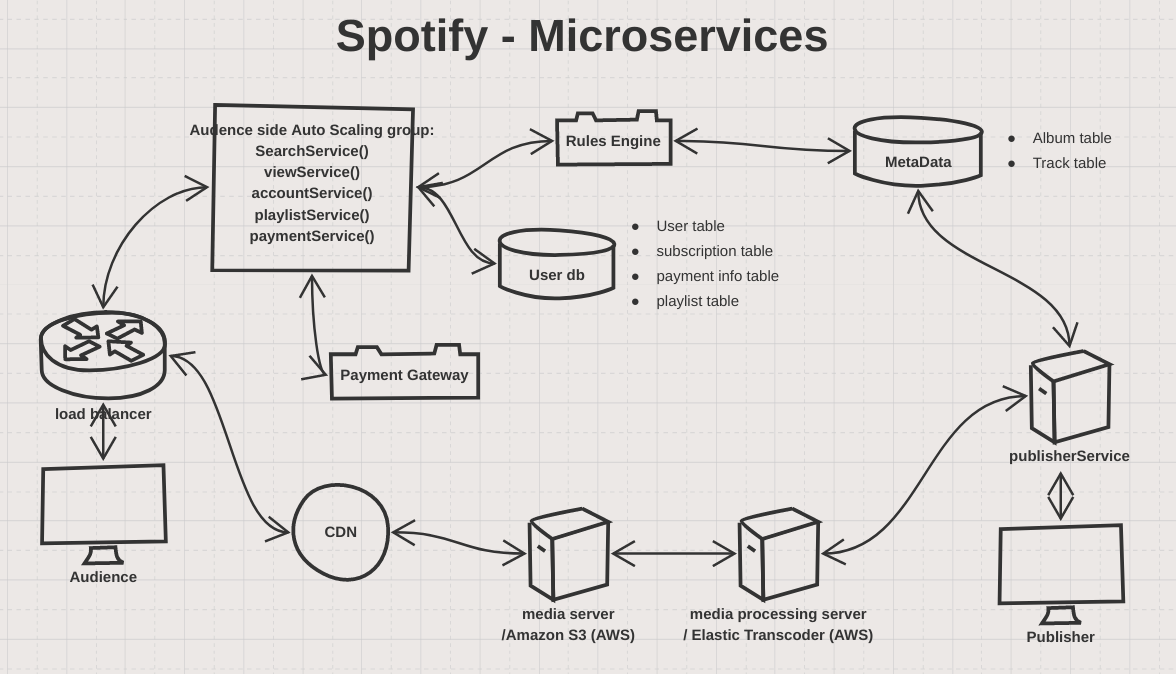 Spotify - Microservices
Audence side Auto Scaling group:
SearchService()
viewService()
accountService()
playlistService()
paymentService()
Rules Engine
MetaData
• Album table
• Track table
User db
• User table
• subscription table
• payment info table
• playlist table
Payment Gateway
load balancer
Audience
CDN
media server
/Amazon S3 (AWS)
media processing server
/ Elastic Transcoder (AWS)
publisherService
Publisher